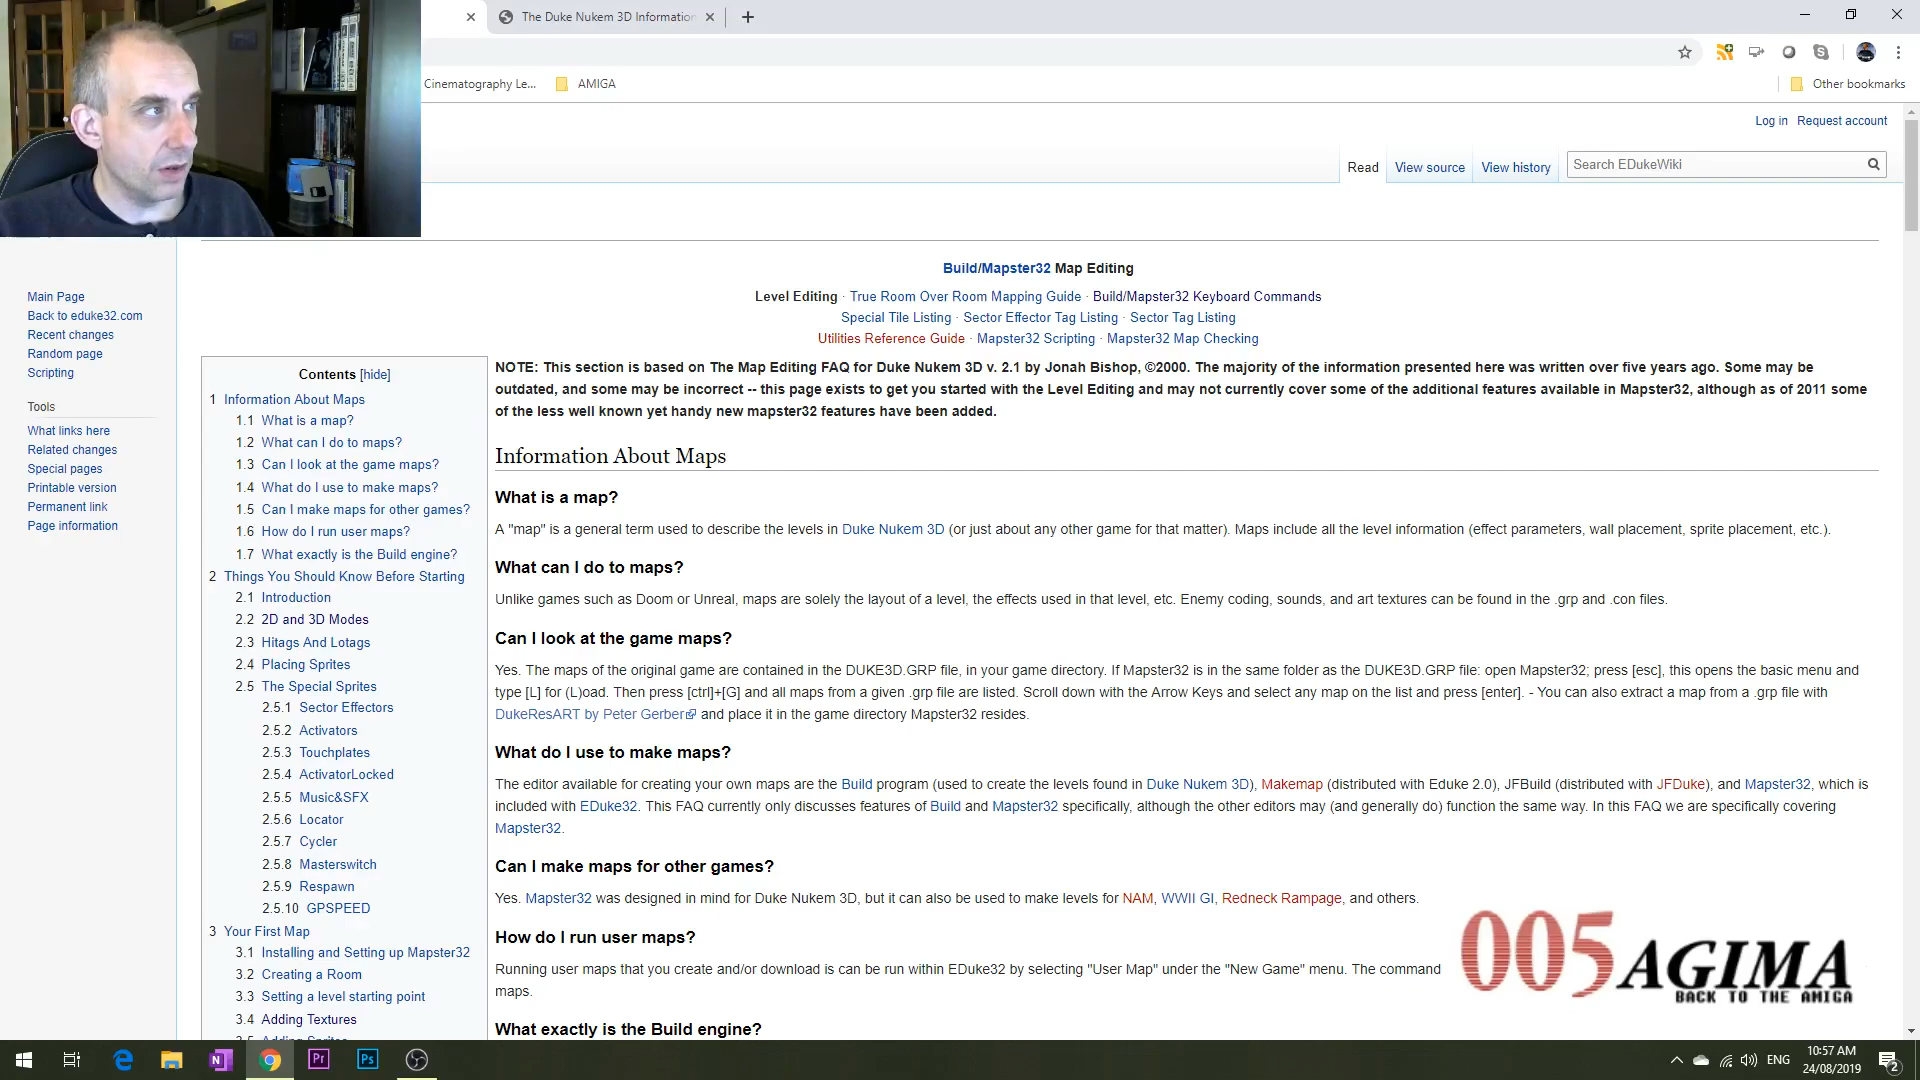 The Duke Nukem 3D Information
Cinematography Le...
AMIGA
Other bookmarks
Log in Request account
Read View source View history Search EDukeWiki
Build/Mapster32 Map Editing
Level Editing · True Room Over Room Mapping Guide · Build/Mapster32 Keyboard Commands
Special Tile Listing · Sector Effector Tag Listing · Sector Tag Listing
Utilities Reference Guide · Mapster32 Scripting · Mapster32 Map Checking
Main Page
Back to eduke32.com
Recent changes
Random page
Scripting
Tools
What links here
Related changes
Special pages
Printable version
Permanent link
Page information
Contents [hide]
1 Information About Maps
1.1 What is a map?
1.2 What can I do to maps?
1.3 Can I look at the game maps?
1.4 What do I use to make maps?
1.5 Can I make maps for other games?
1.6 How do I run user maps?
1.7 What exactly is the Build engine?
2 Things You Should Know Before Starting
2.1 Introduction
2.2 2D and 3D Modes
2.3 Hitags And Lotags
2.4 Placing Sprites
2.5 The Special Sprites
2.5.1 Sector Effectors
2.5.2 Activators
2.5.3 Touchplates
2.5.4 ActivatorLocked
2.5.5 Music&SFX
2.5.6 Locator
2.5.7 Cycler
2.5.8 Masterswitch
2.5.9 Respawn
2.5.10 GPSPEED
3 Your First Map
3.1 Installing and Setting up Mapster32
3.2 Creating a Room
3.3 Setting a level starting point
3.4 Adding Textures
3.5 Adding Sprites
NOTE: This section is based on The Map Editing FAQ for Duke Nukem 3D v. 2.1 by Jonah Bishop, ©2000. The majority of the information presented here was written over five years ago. Some may be
outdated, and some may be incorrect -- this page exists to get you started with the Level Editing and may not currently cover some of the additional features available in Mapster32, although as of 2011 some
of the less well known yet handy new mapster32 features have been added.
Information About Maps
What is a map?
A "map" is a general term used to describe the levels in Duke Nukem 3D (or just about any other game for that matter). Maps include all the level information (effect parameters, wall placement, sprite placement, etc.).
What can I do to maps?
Unlike games such as Doom or Unreal, maps are solely the layout of a level, the effects used in that level, etc. Enemy coding, sounds, and art textures can be found in the .grp and .con files.
Can I look at the game maps?
Yes. The maps of the original game are contained in the DUKE3D.GRP file, in your game directory. If Mapster32 is in the same folder as the DUKE3D.GRP file: open Mapster32; press [esc], this opens the basic menu and
type [L] for (L)oad. Then press [ctrl]+[G] and all maps from a given .grp file are listed. Scroll down with the Arrow Keys and select any map on the list and press [enter]. - You can also extract a map from a .grp file with
DukeResART by Peter Gerber and place it in the game directory Mapster32 resides.
What do I use to make maps?
The editor available for creating your own maps are the Build program (used to create the levels found in Duke Nukem 3D), Makemap (distributed with Eduke 2.0), JFBuild (distributed with JFDuke), and Mapster32, which is
included with EDuke32. This FAQ currently only discusses features of Build and Mapster32 specifically, although the other editors may (and generally do) function the same way. In this FAQ we are specifically covering
Mapster32.
Can I make maps for other games?
Yes. Mapster32 was designed in mind for Duke Nukem 3D, but it can also be used to make levels for NAM, WWII GI, Redneck Rampage, and others.
How do I run user maps?
Running user maps that you create and/or download is can be run within EDuke32 by selecting "User Map" under the "New Game" menu. The command
maps.
What exactly is the Build engine?
005 AGIMA
BACK TO THE AMIGA
Pr Ps
ENG
10:57 AM
24/08/2019
2